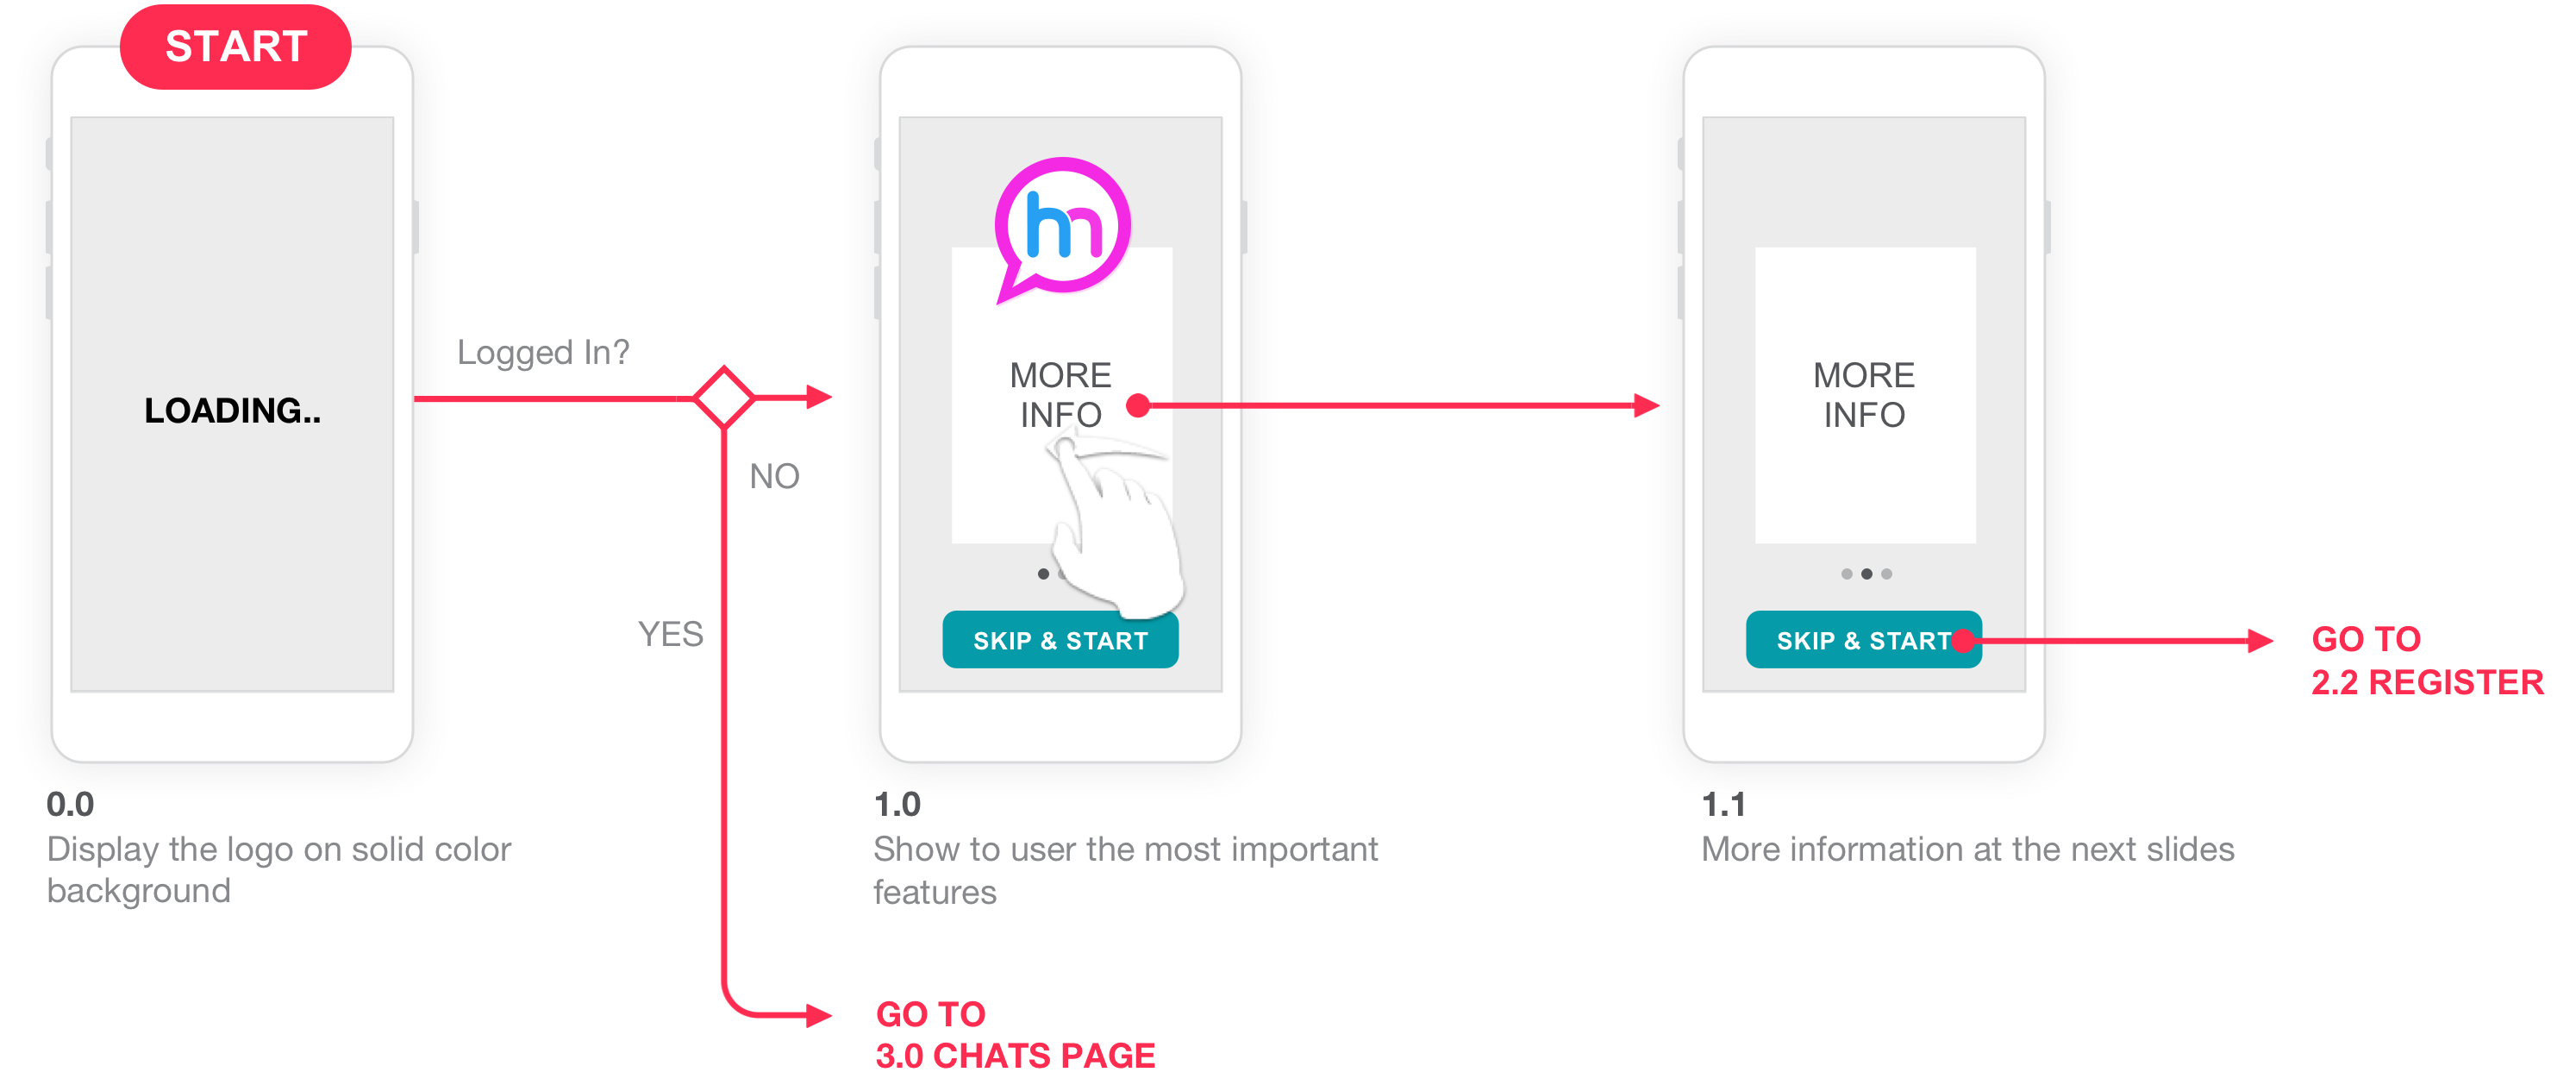 START
LOADING..
0.0
Display the logo on solid color
background
Logged In?
NO
YES
GO TO
3.0 CHATS PAGE
hn
MORE
INFO
SKIP & START
1.0
Show to user the most important
features
MORE
INFO
SKIP & START
1.1
More information at the next slides
GO TO
2.2 REGISTER